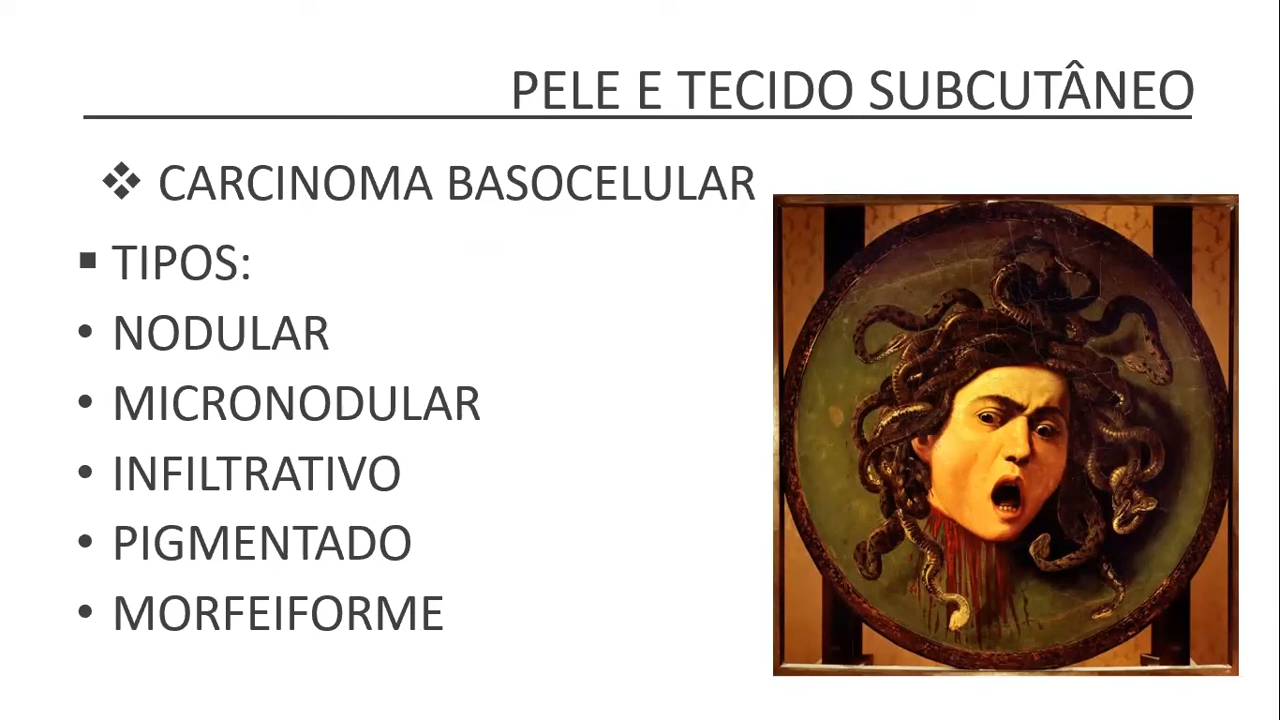 PELE E TECIDO SUBCUTÂNEO
❖ CARCINOMA BASOCELULAR
▪ TIPOS:
• NODULAR
• MICRONODULAR
• INFILTRATIVO
• PIGMENTADO
• MORFEIFORME